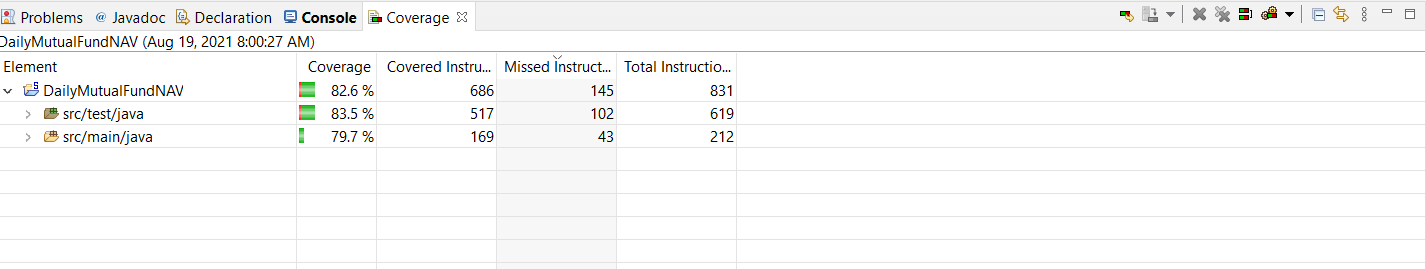 Problems @ Javadoc Declaration Console Coverage
DailyMutualFundNAV (Aug 19, 2021 8:00:27 AM)
Element Coverage Covered Instru... Missed Instruct... Total Instructio...
DailyMutualFundNAV 82.6 % 686 145 831
src/test/java 83.5 % 517 102 619
src/main/java 79.7 % 169 43 212